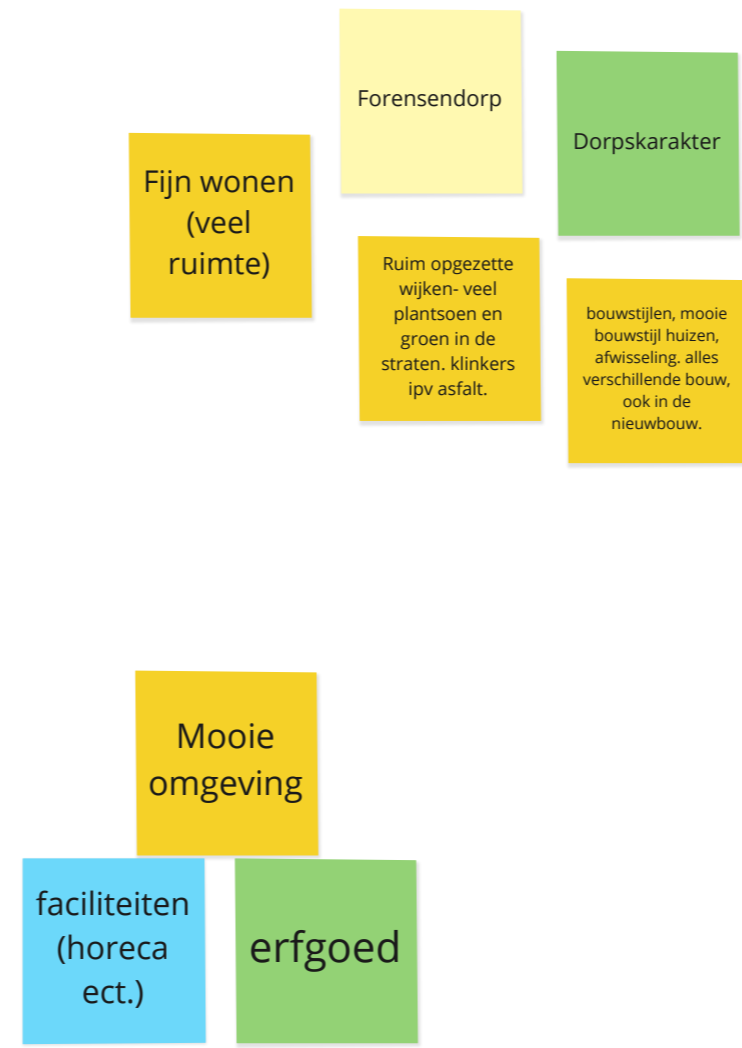 Forensendorp
Dorpskarakter
Fijn wonen
(veel
ruimte)
Ruim opgezette
wijken- veel
plantsoen en
groen in de
straten. klinkers
ipv asfalt.
bouwstijlen, mooie
bouwstijl huizen,
afwisseling. alles
verschillende bouw,
ook in de
nieuwbouw.
Mooie
omgeving
faciliteiten
(horeca
ect.)
erfgoed